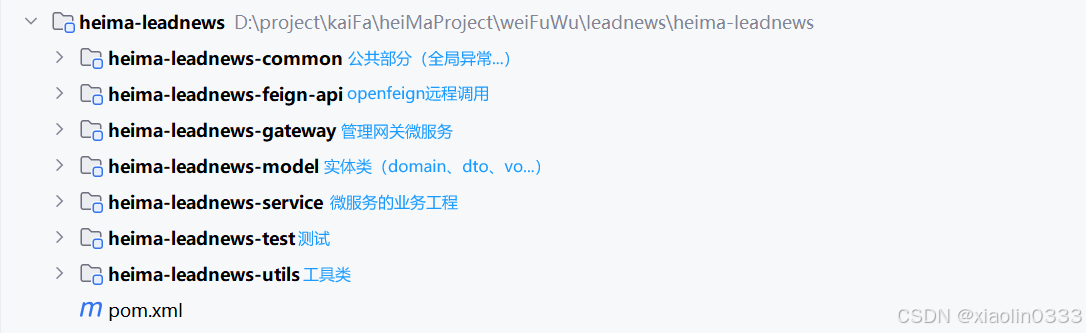 heima-leadnews D:\project\kaiFa\heiMaProject\weiFuWu\leadnews\heima-leadnews
heima-leadnews-common 公共部分（全局异常...）
heima-leadnews-feign-api openfeign远程调用
heima-leadnews-gateway 管理网关微服务
heima-leadnews-model 实体类（domain、dto、vo...）
heima-leadnews-service 微服务的业务工程
heima-leadnews-test 测试
heima-leadnews-utils 工具类
m pom.xml
CSDN @xiaolin0333